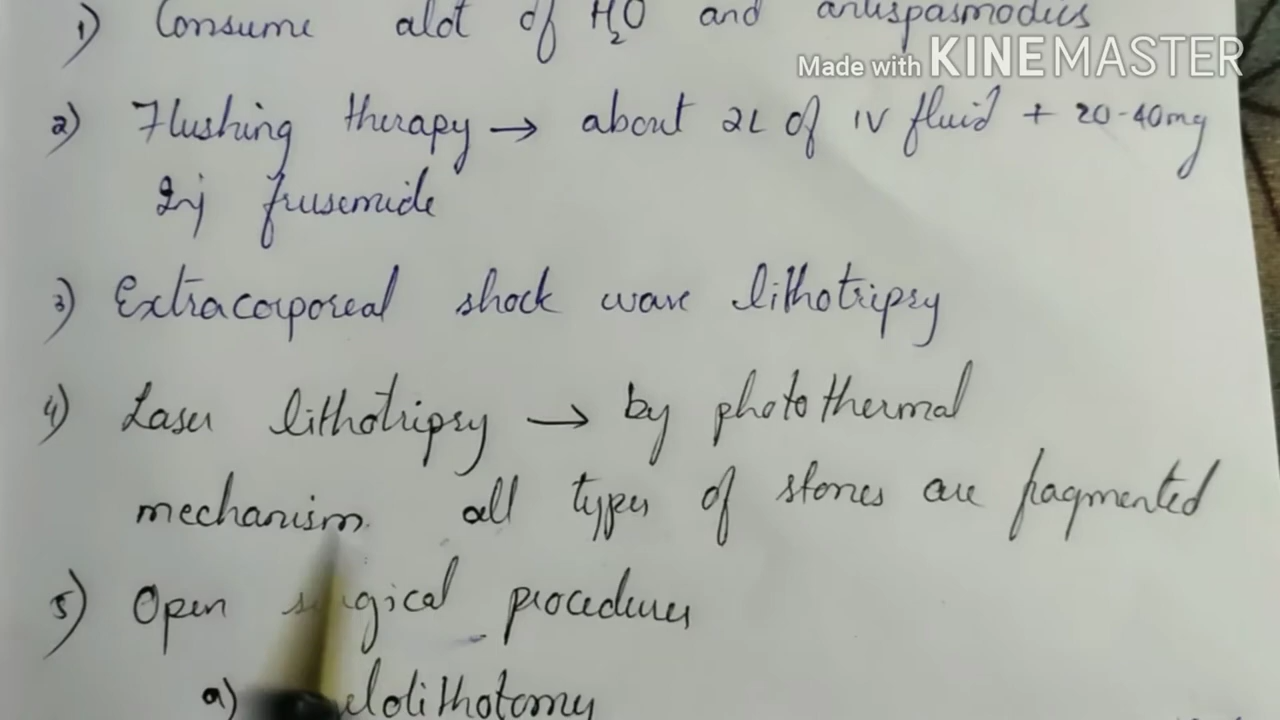 1) Consume alot of H₂O and antispasmodics
Made with KINEMASTER
2) Flushing therapy → about 2L of IV fluid + 20-40mg
Inj frusemide
3) Extracorporeal shock wave lithotripsy
4) Laser lithotripsy → by photothermal
mechanism. all types of stones are fragmented
5) Open procedures
a)